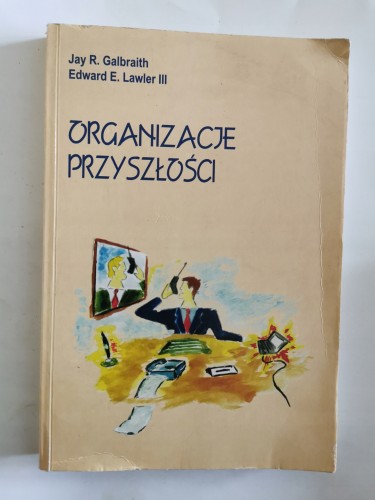 Jay R. Galbraith
Edward E. Lawler III
ORGANIZACJE
PRZYSZŁOŚCI